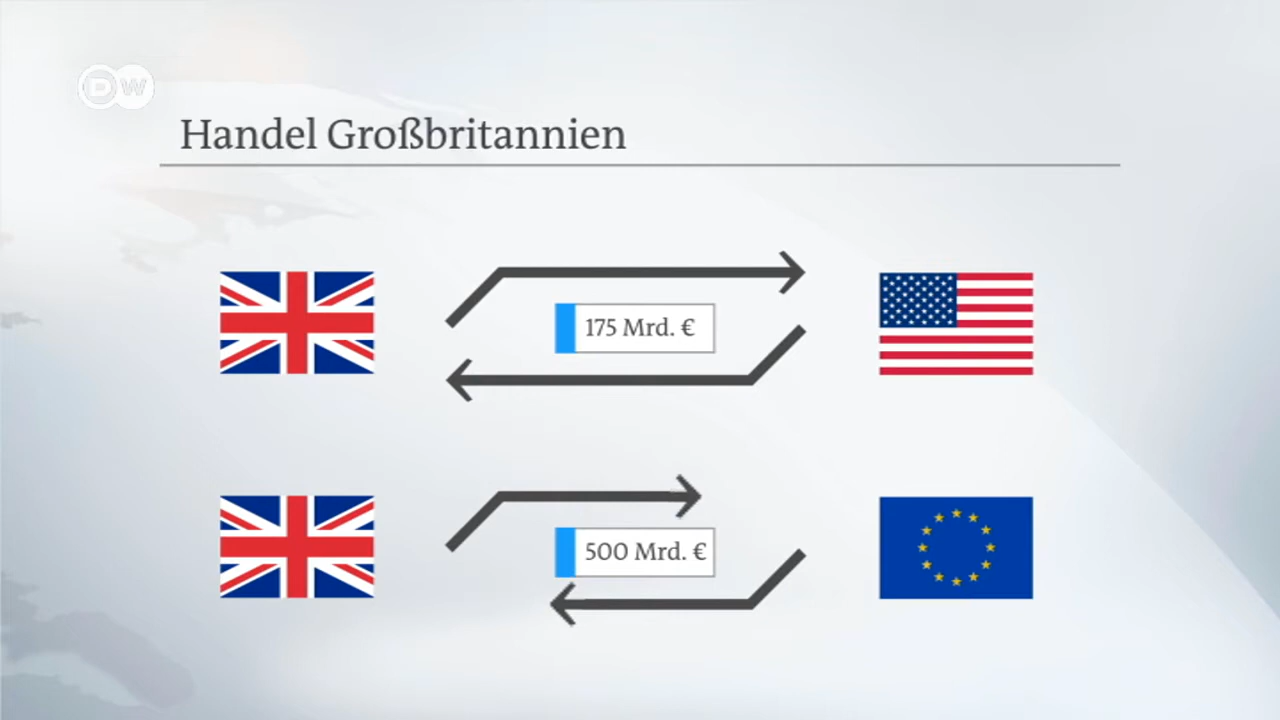 DW
Handel Großbritannien
175 Mrd. €
500 Mrd. €